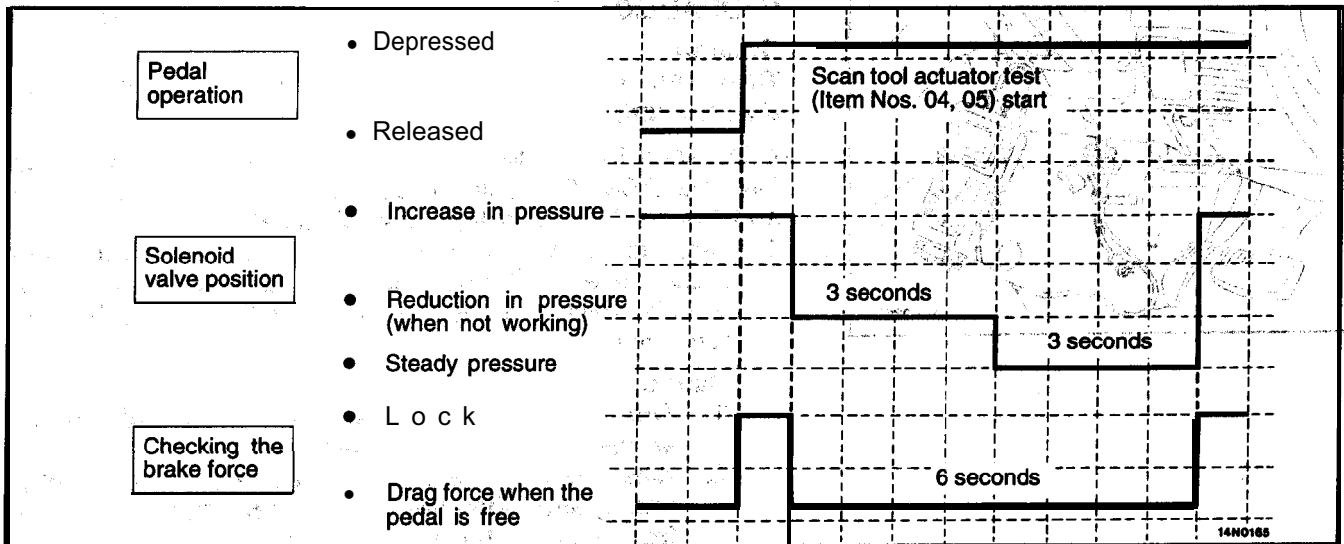 Pedal
operation
• Depressed
• Released
Scan tool actuator test
(Item Nos. 04, 05) start
Solenoid
valve position
• Increase in pressure
• Reduction in pressure
(when not working)
• Steady pressure
3 seconds
3 seconds
Checking the
brake force
• Lock
• Drag force when the
pedal is free
6 seconds
14N0165